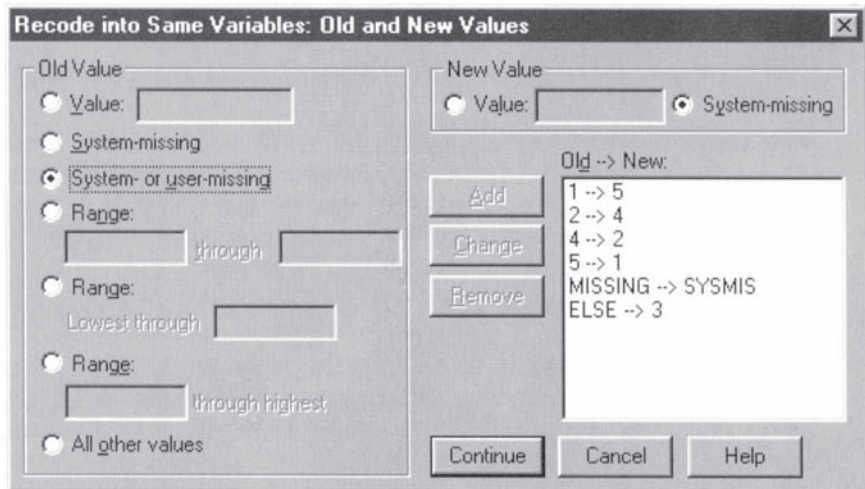 Recode into Same Variables: Old and New Values
Old Value
Value:
System-missing
System- or user-missing
Range:
through
Range:
Lowest through
Range:
through highest
All other values
New Value
Value:
System-missing
Old --> New:
1 --> 5
2 --> 4
4 --> 2
5 --> 1
MISSING --> SYSMIS
ELSE --> 3
Add
Change
Remove
Continue
Cancel
Help